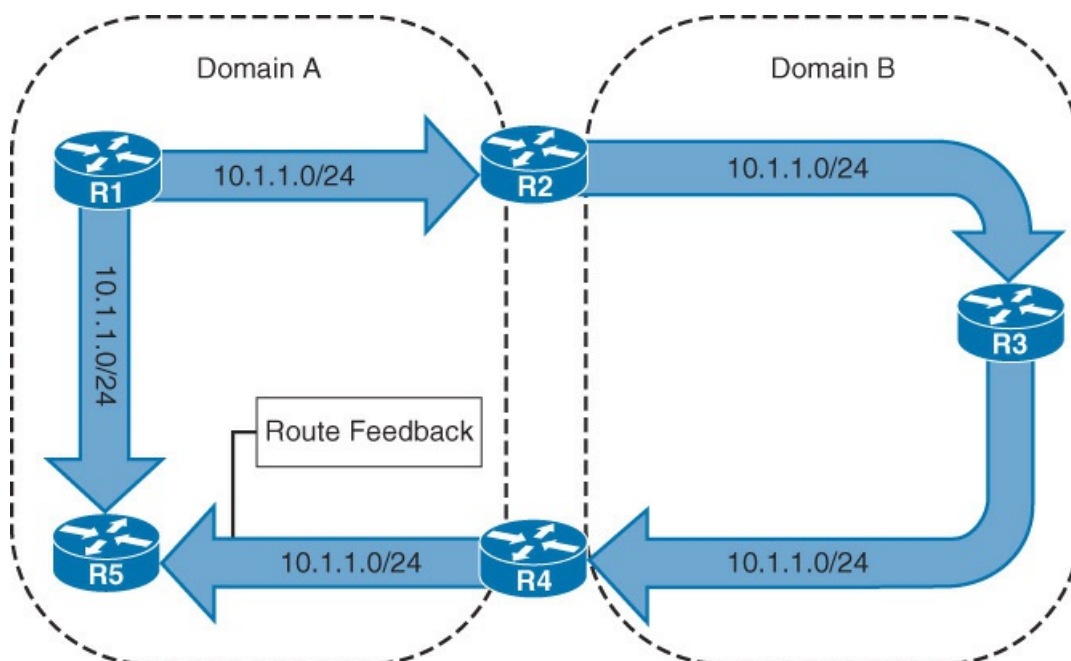 Domain A
Domain B
R1
10.1.1.0/24
R2
10.1.1.0/24
10.1.1.0/24
R3
Route Feedback
R5
10.1.1.0/24
R4
10.1.1.0/24